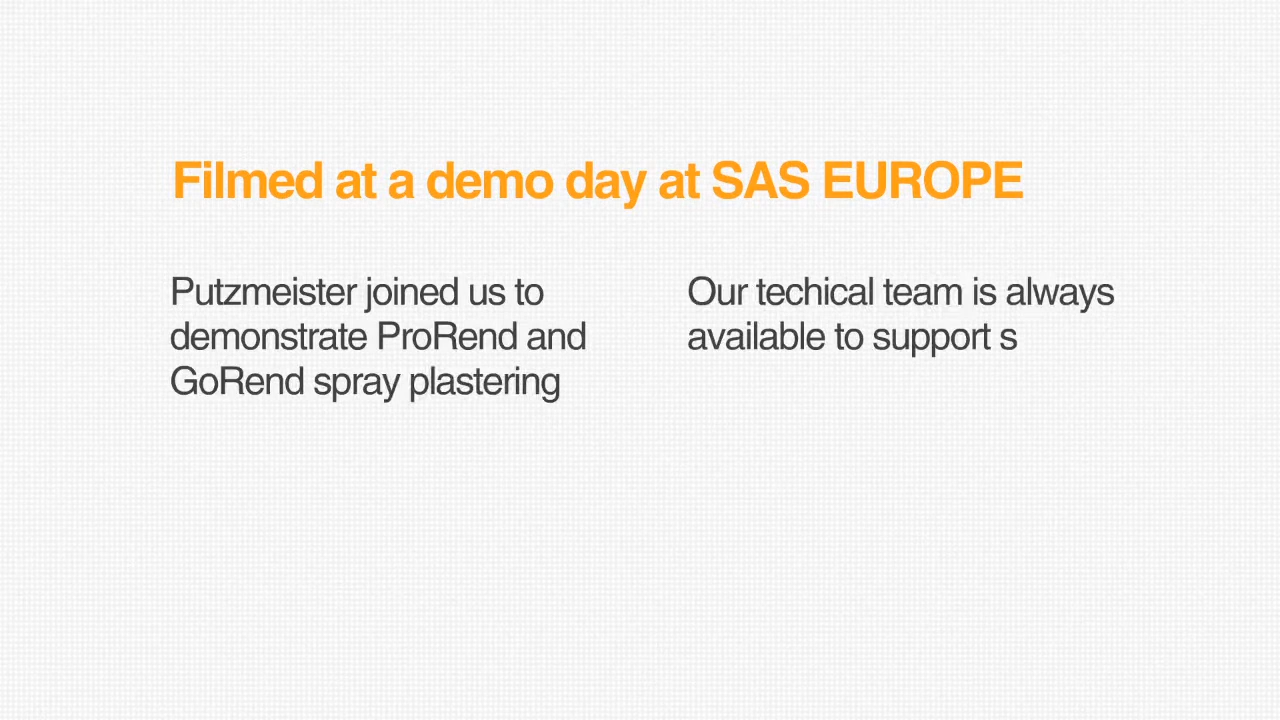 Filmed at a demo day at SAS EUROPE
Putzmeister joined us to
demonstrate ProRend and
GoRend spray plastering
Our techical team is always
available to support s